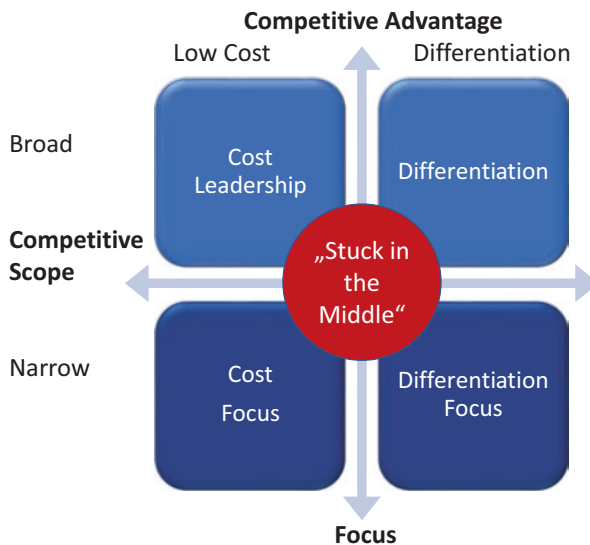 Competitive Advantage
Low Cost
Differentiation
Broad
Cost
Leadership
Differentiation
Competitive
Scope
„Stuck in
the
Middle“
Narrow
Cost
Focus
Differentiation
Focus
Focus